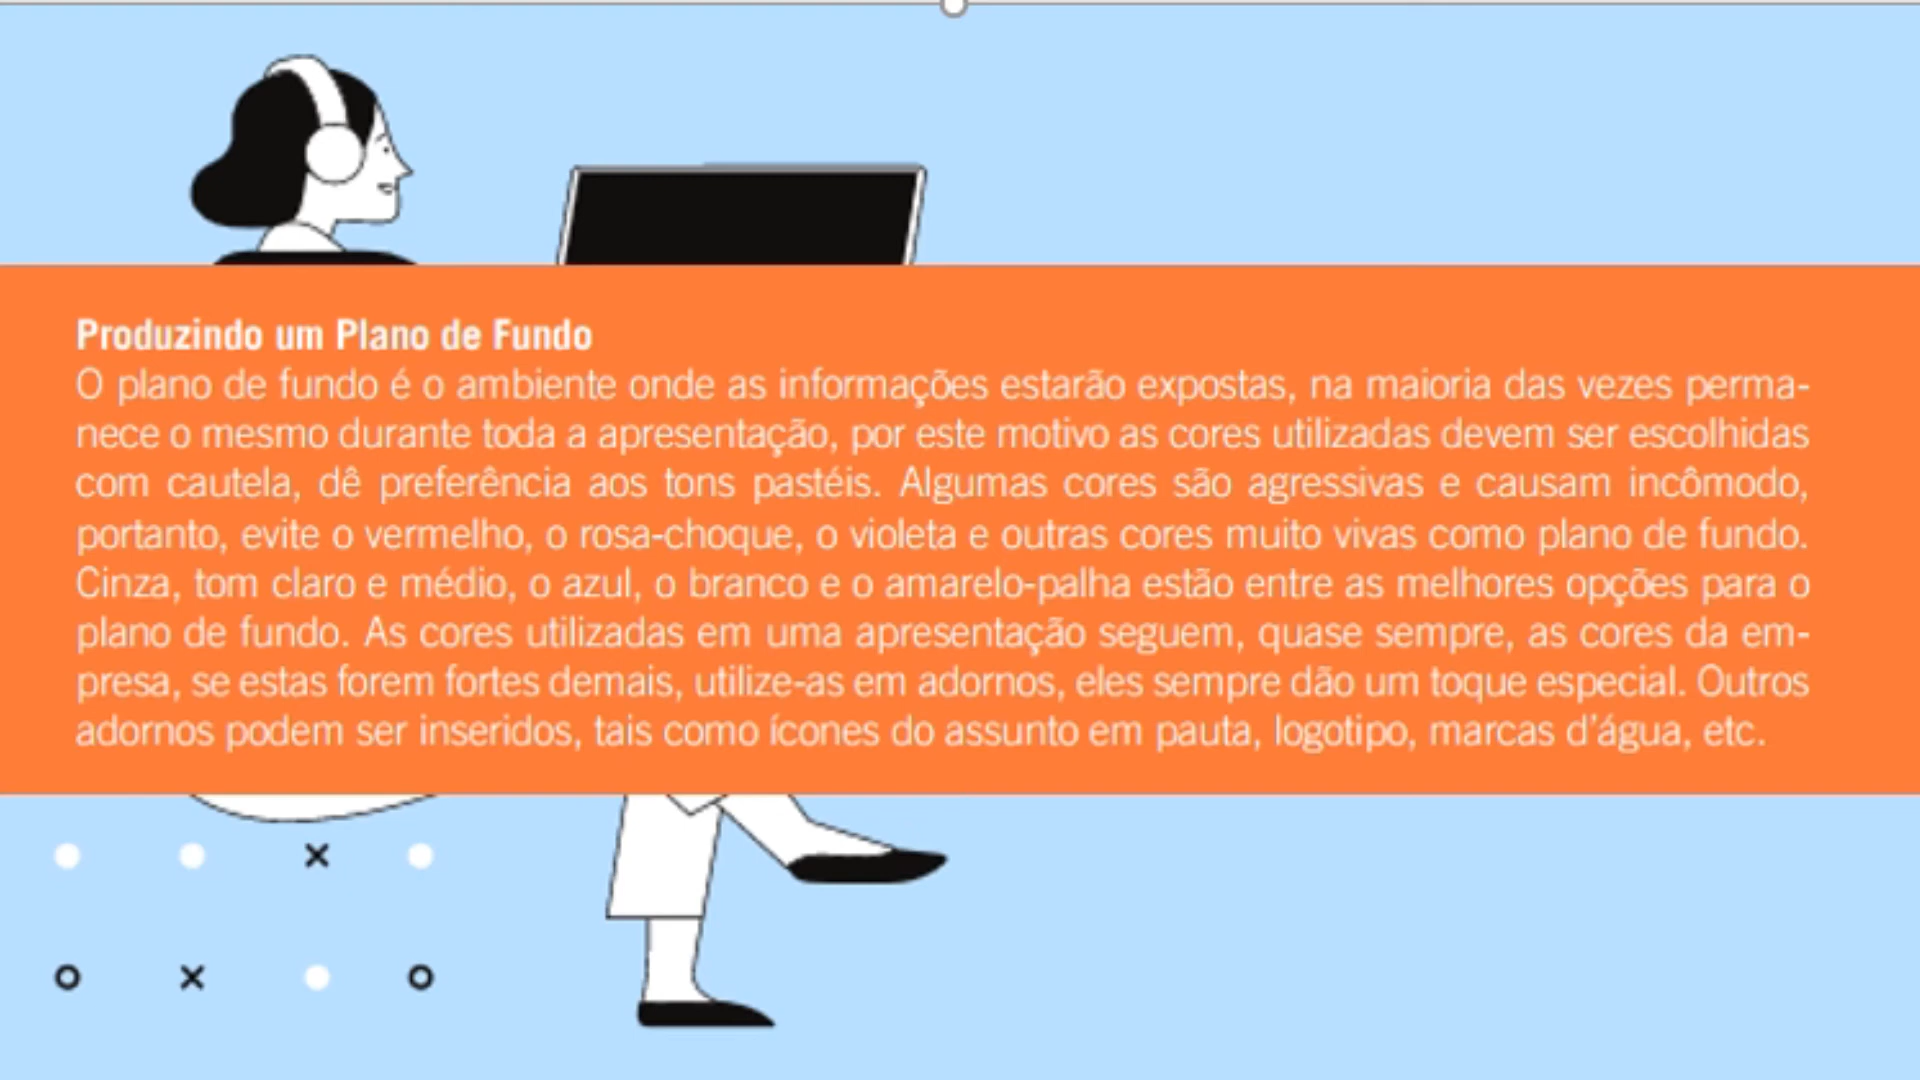 Produzindo um Plano de Fundo
O plano de fundo é o ambiente onde as informações estarão expostas, na maioria das vezes perma-
nece o mesmo durante toda a apresentação, por este motivo as cores utilizadas devem ser escolhidas
com cautela, dê preferência aos tons pastéis. Algumas cores são agressivas e causam incômodo,
portanto, evite o vermelho, o rosa-choque, o violeta e outras cores muito vivas como plano de fundo.
Cinza, tom claro e médio, o azul, o branco e o amarelo-palha estão entre as melhores opções para o
plano de fundo. As cores utilizadas em uma apresentação seguem, quase sempre, as cores da em-
presa, se estas forem fortes demais, utilize-as em adornos, eles sempre dão um toque especial. Outros
adornos podem ser inseridos, tais como ícones do assunto em pauta, logotipo, marcas d'água, etc.